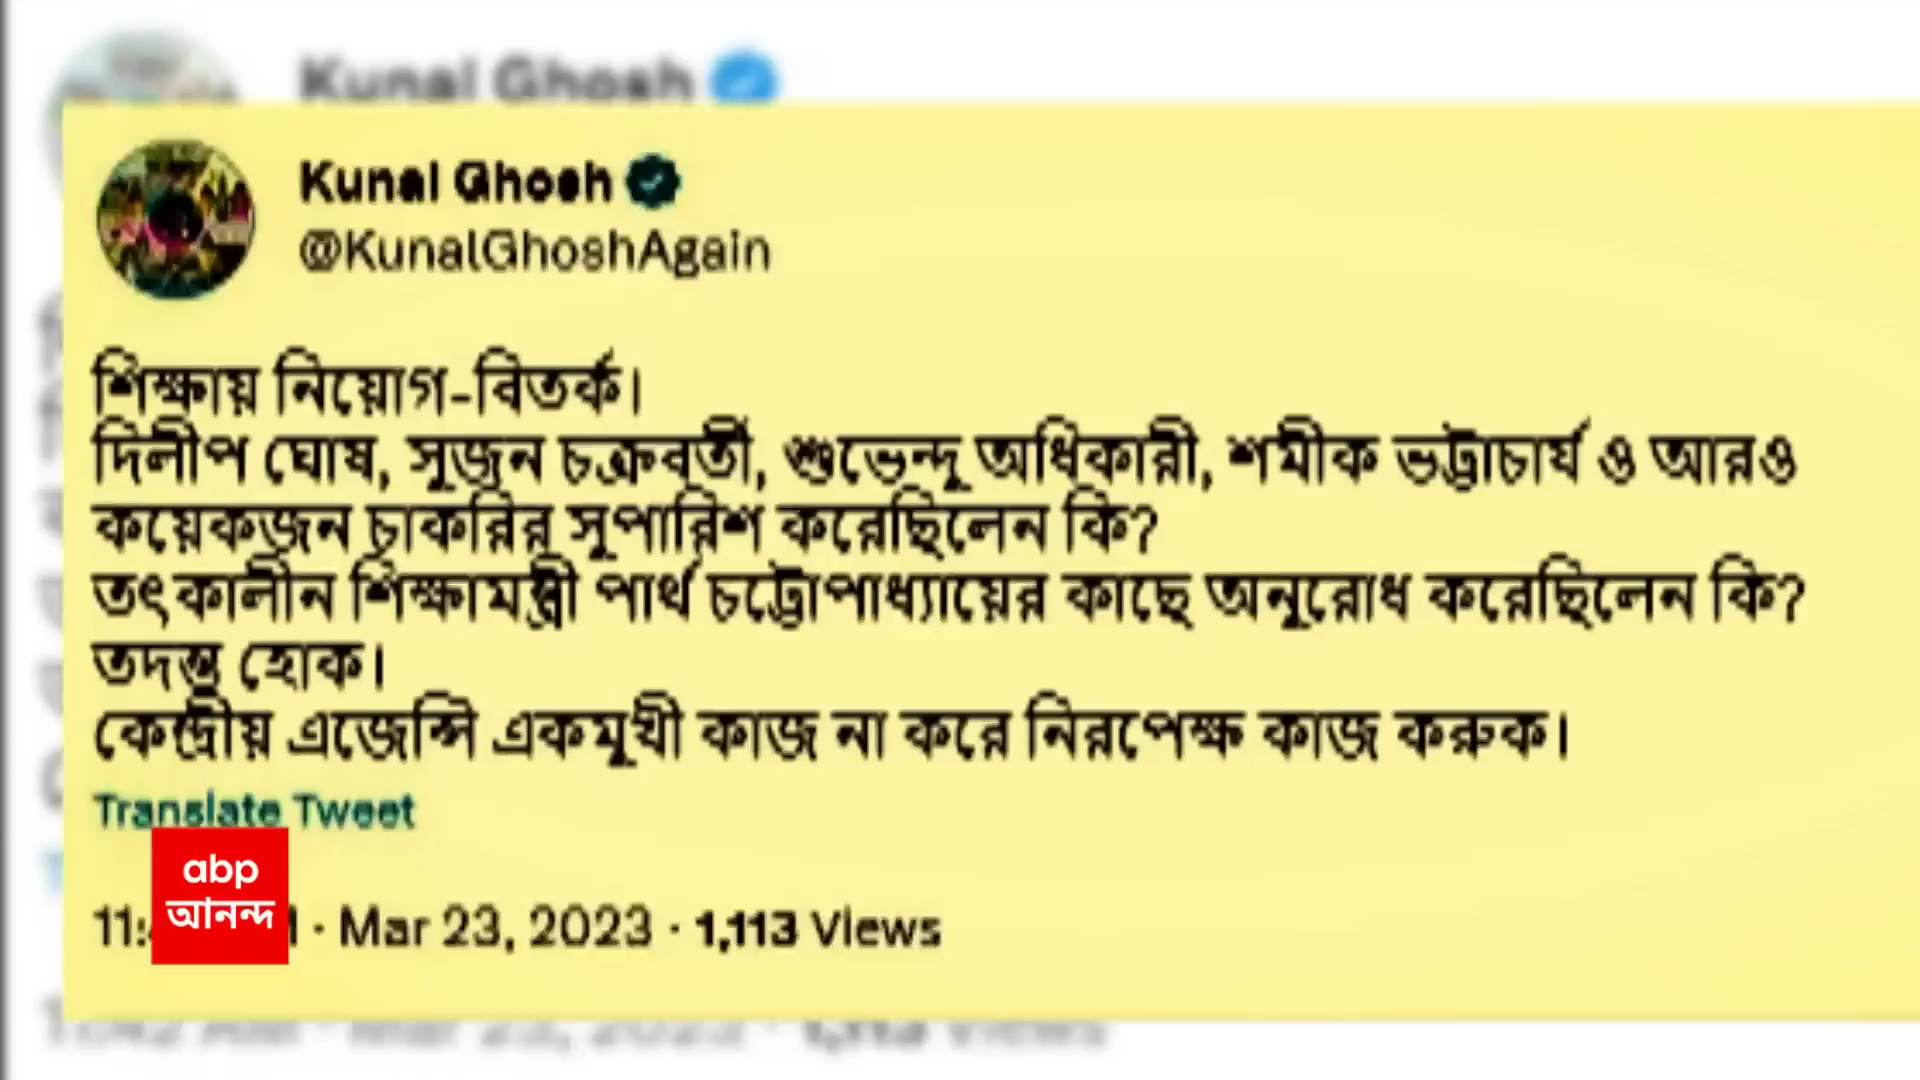 Kunal Ghosh
Kunal Ghosh
@KunalGhoshAgain
শিক্ষায় নিয়োগ-বিতর্ক।
দিলীপ ঘোষ, সুজন চক্রবর্তী, শুভেন্দু অধিকারী, শমীক ভট্টাচার্য ও আরও
কয়েকজন চাকরির সুপারিশ করেছিলেন কি?
তৎকালীন শিক্ষামন্ত্রী পার্থ চট্টোপাধ্যায়ের কাছে অনুরোধ করেছিলেন কি?
তদন্ত হোক।
কেন্দ্রীয় এজেন্সি একমুখী কাজ না করে নিরপেক্ষ কাজ করুক।
Translate Tweet
abp
আনন্দ
· Mar 23, 2023 · 1,113 Views